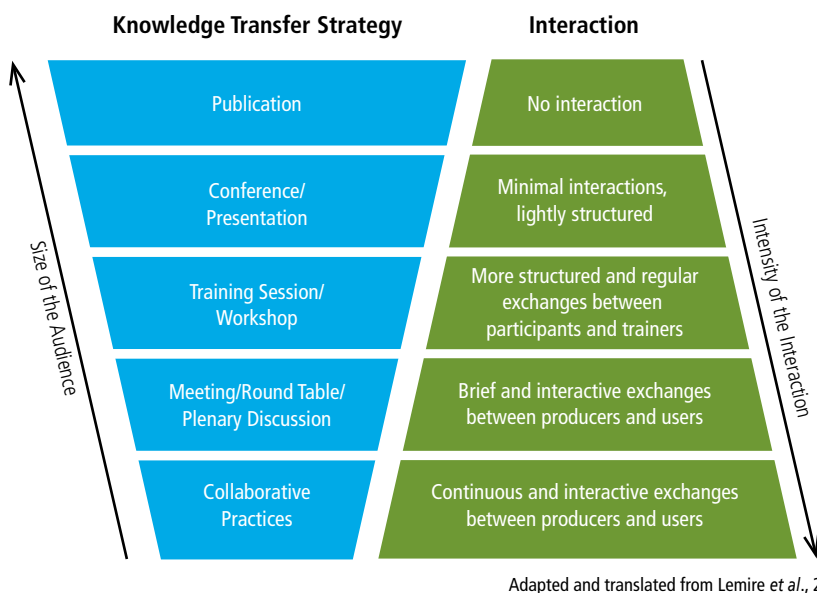 Knowledge Transfer Strategy
Interaction
Publication
No interaction
Conference/
Presentation
Minimal interactions,
lightly structured
Training Session/
Workshop
More structured and regular
exchanges between
participants and trainers
Meeting/Round Table/
Plenary Discussion
Brief and interactive exchanges
between producers and users
Collaborative
Practices
Continuous and interactive exchanges
between producers and users
Size of the Audience
Intensity of the Interaction
Adapted and translated from Lemire et al.,